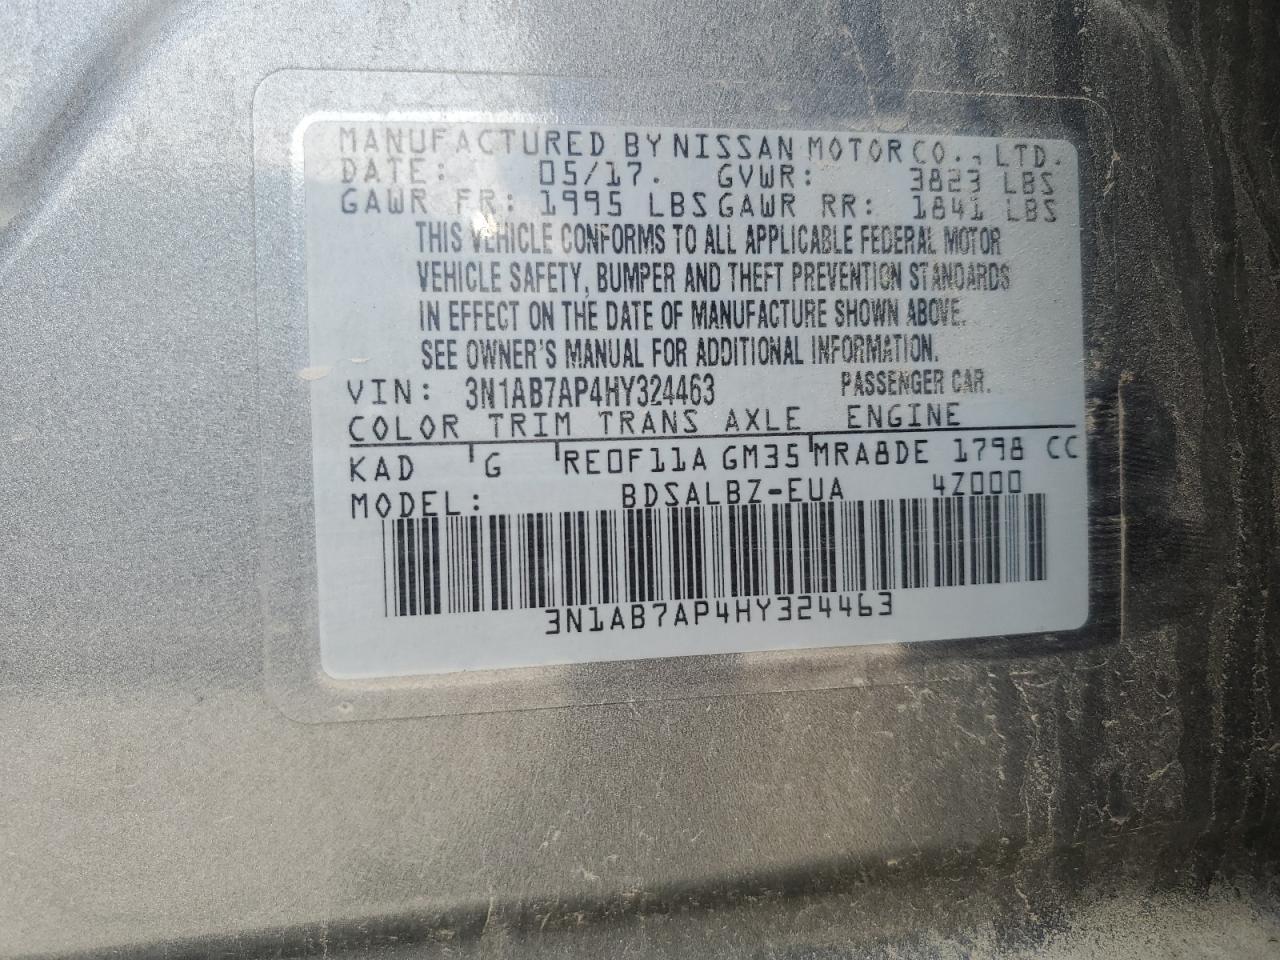 MANUFACTURED BY NISSAN MOTOR CO., LTD.
DATE: 05/17. GVWR: 3823 LBS
GAWR FR: 1995 LBS GAWR RR: 1841 LBS
THIS VEHICLE CONFORMS TO ALL APPLICABLE FEDERAL MOTOR
VEHICLE SAFETY, BUMPER AND THEFT PREVENTION STANDARDS
IN EFFECT ON THE DATE OF MANUFACTURE SHOWN ABOVE.
SEE OWNER'S MANUAL FOR ADDITIONAL INFORMATION.
VIN: 3N1AB7AP4HY324463 PASSENGER CAR.
COLOR TRIM TRANS AXLE ENGINE
KAD G RE0F11A GM35 MRA8DE 1798 CC
MODEL: BDSALBZ-EUA 4Z000
3N1AB7AP4HY324463